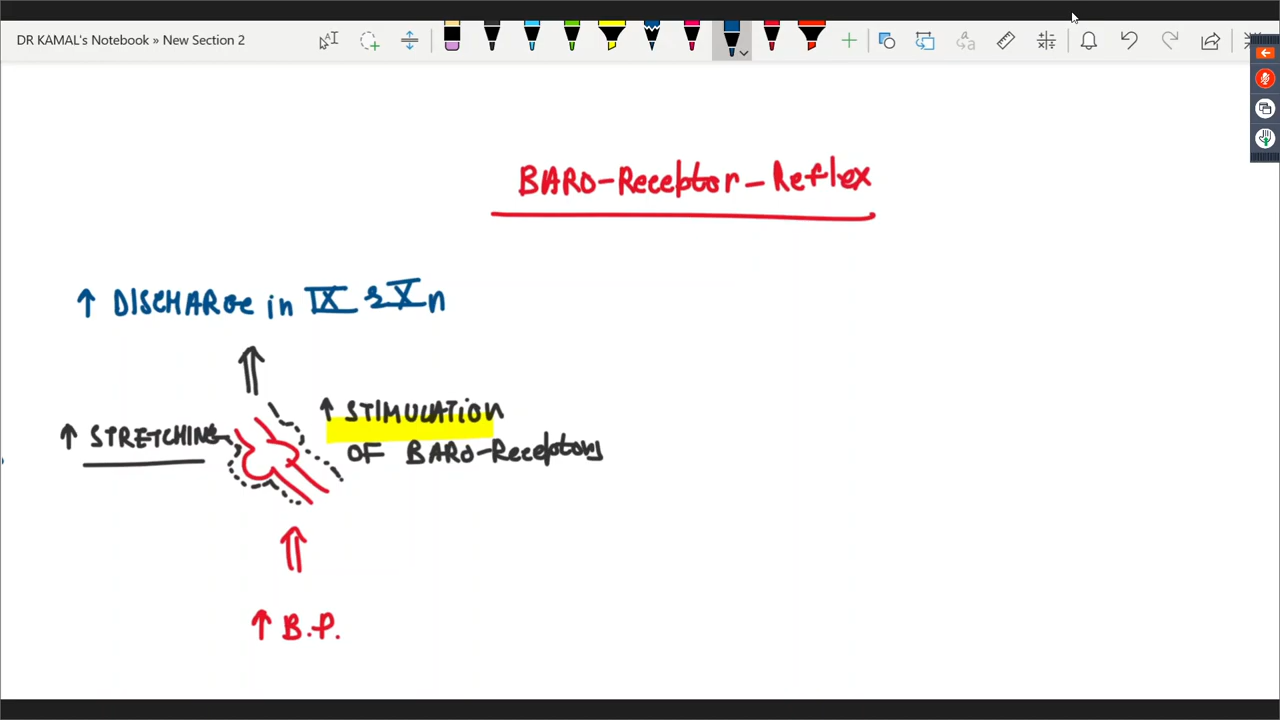 DR KAMAL's Notebook » New Section 2
BARO-Receptor-Reflex
↑ DISCHARGE in IX & X n
↑ STRETCHING
↑ STIMULATION
OF BARO-Receptors
↑ B.P.